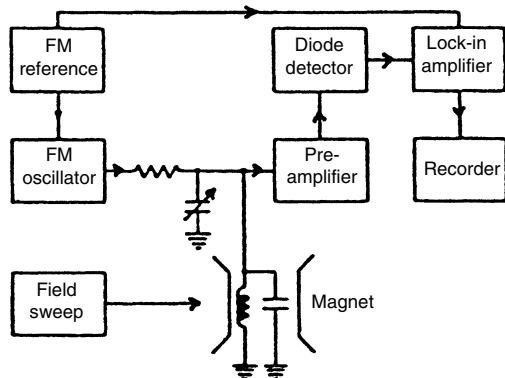 FM
reference
Diode
detector
Lock-in
amplifier
FM
oscillator
Pre-
amplifier
Recorder
Field
sweep
Magnet